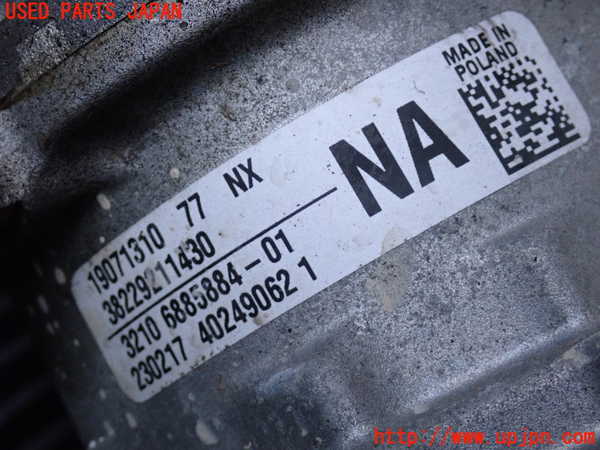 USED PARTS JAPAN
MADE IN
POLAND
19071310 77 NX
38229211430
NA
3210 6885884-01
230217 40249062 1
http://www.upjpn.com/